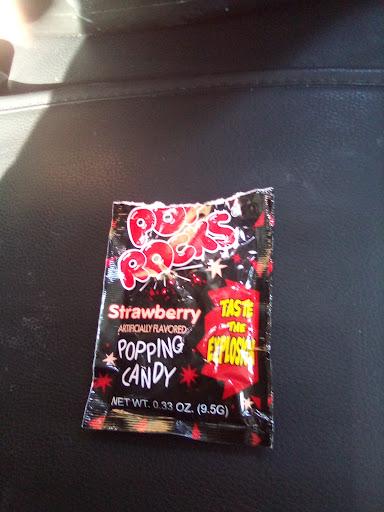 POP
ROCKS
Strawberry
ARTIFICIALLY FLAVORED
POPPING
CANDY
TASTE
THE
EXPLOSION
NET WT. 0.33 OZ. (9.5G)